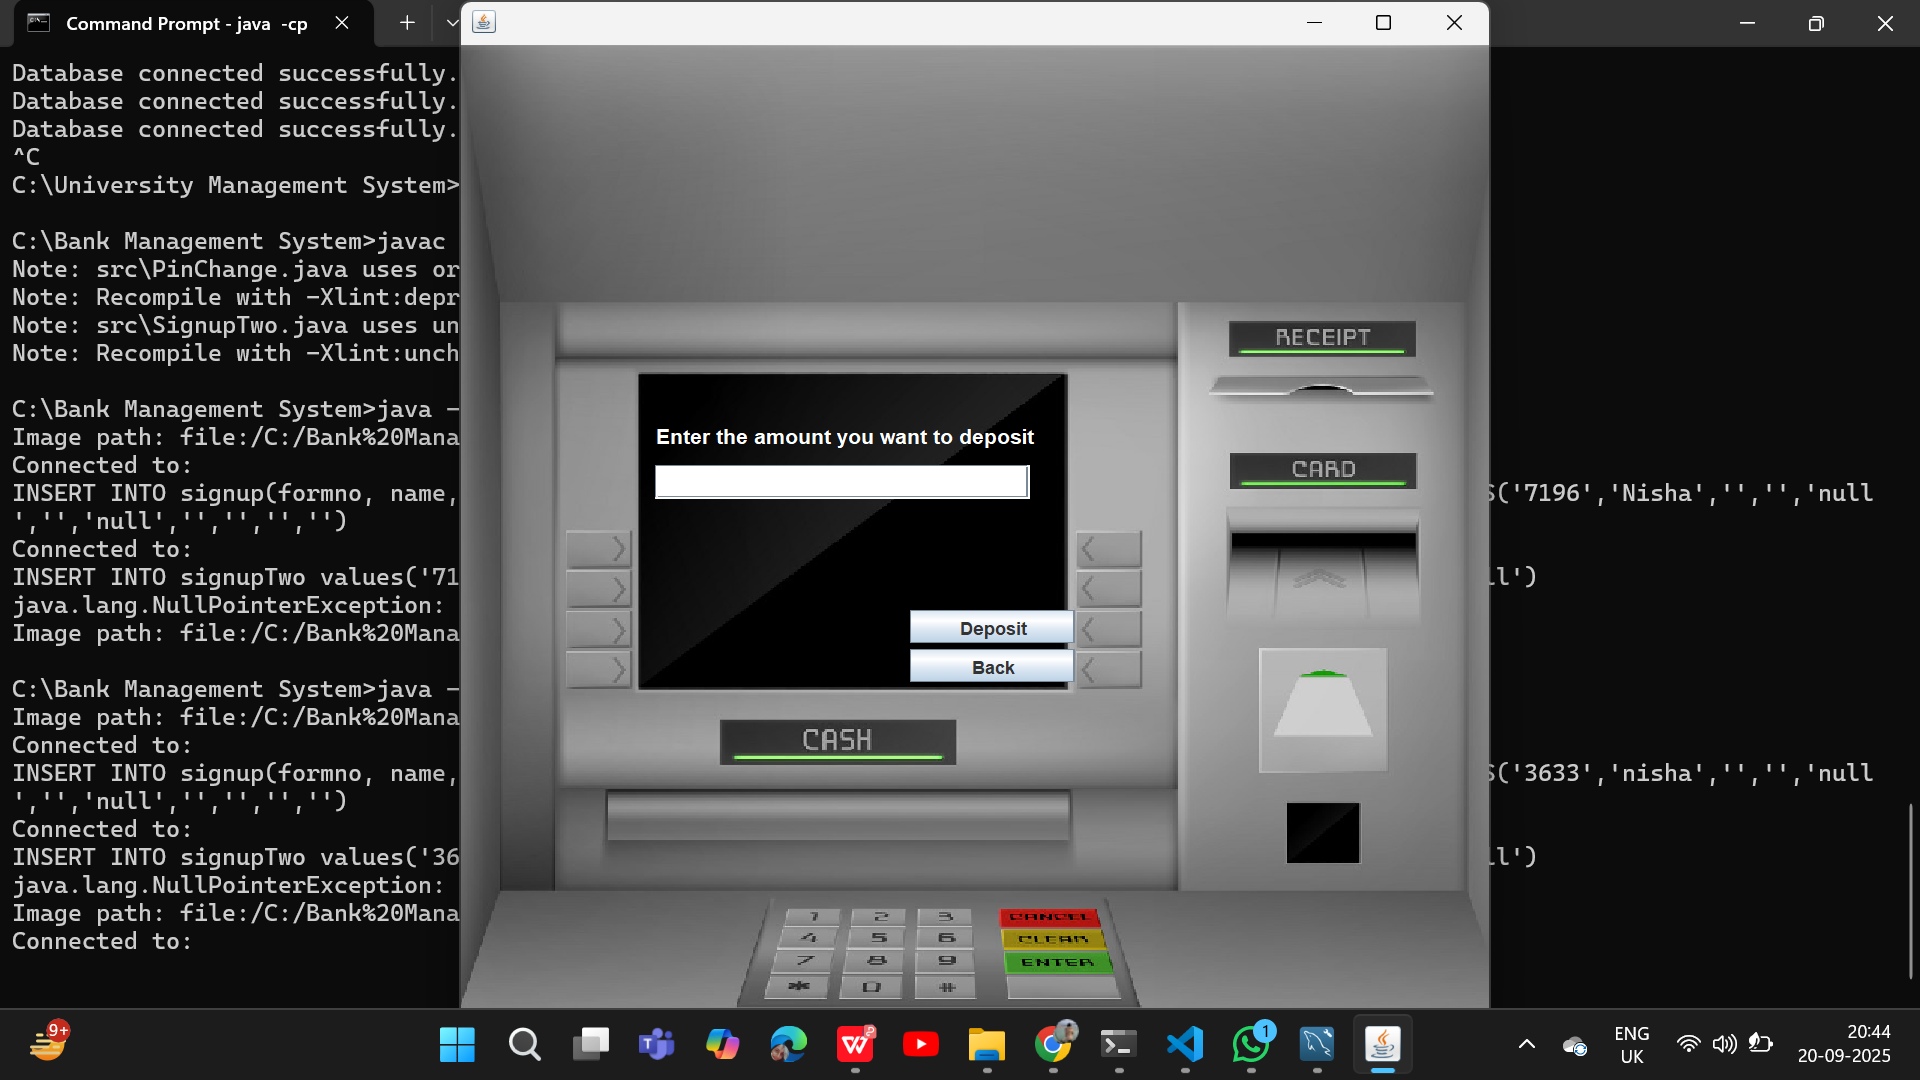 Command Prompt - java  -cp
Database connected successfully.
Database connected successfully.
Database connected successfully.
^C
C:\University Management System>
C:\Bank Management System>javac
Note: src\PinChange.java uses or
Note: Recompile with -Xlint:depr
Note: src\SignupTwo.java uses un
Note: Recompile with -Xlint:unch
C:\Bank Management System>java -
Image path: file:/C:/Bank%20Mana
Connected to:
INSERT INTO signup(formno, name, S('7196','Nisha','','','null
','','null','','','','')
Connected to:
INSERT INTO signupTwo values('71 ll')
java.lang.NullPointerException:
Image path: file:/C:/Bank%20Mana
C:\Bank Management System>java -
Image path: file:/C:/Bank%20Mana
Connected to:
INSERT INTO signup(formno, name, S('3633','nisha','','','null
','','null','','','','')
Connected to:
INSERT INTO signupTwo values('36 ll')
java.lang.NullPointerException:
Image path: file:/C:/Bank%20Mana
Connected to:
Enter the amount you want to deposit
Deposit
Back
RECEIPT
CARD
CASH
1 2 3 CANCEL
4 5 6 CLEAR
7 8 9 ENTER
* 0 #
9+
1
ENG
UK
20:44
20-09-2025